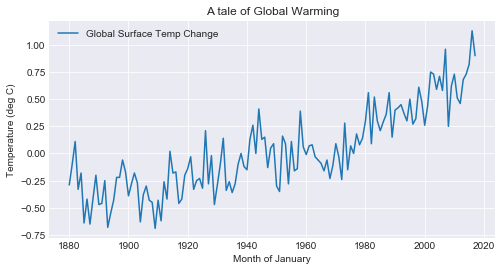 A tale of Global Warming
Global Surface Temp Change
Temperature (deg C)
1.00
0.75
0.50
0.25
0.00
−0.25
−0.50
−0.75
1880 1900 1920 1940 1960 1980 2000 2020
Month of January